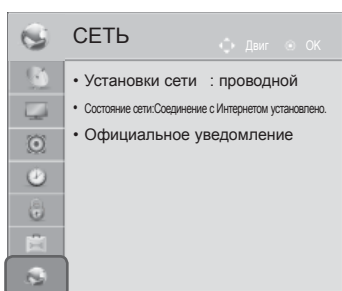 СЕТЬ
Двиг OK
• Установки сети : проводной
• Состояние сети:Соединение с Интернетом установлено.
• Официальное уведомление